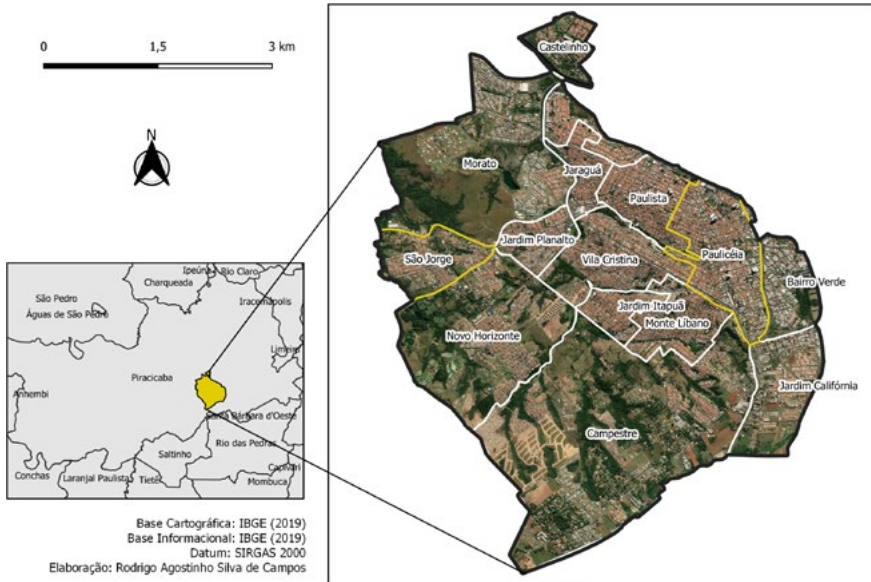 0 1,5 3 km
N
Castelinho
Morato
Jaraguá
Paulista
Jardim Planalto
São Jorge
Vila Cristina
Paulicéia
Bairro Verde
Jardim Itapuã
Monte Líbano
Novo Horizonte
Jardim Califórnia
Campestre
Ipeúna
Rio Claro
Charqueada
São Pedro
Iracemápolis
Águas de São Pedro
Limeira
Piracicaba
Anhembi
Santa Bárbara d'Oeste
Rio das Pedras
Saltinho
Capivari
Conchas
Laranjal Paulista
Tietê
Mombuca
Base Cartográfica: IBGE (2019)
Base Informacional: IBGE (2019)
Datum: SIRGAS 2000
Elaboração: Rodrigo Agostinho Silva de Campos